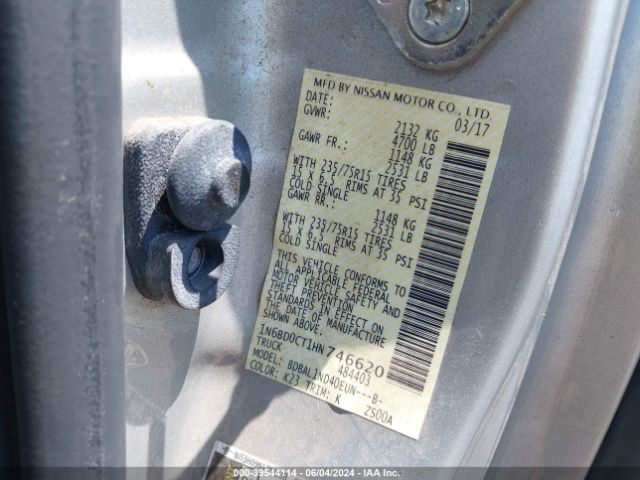 MFD BY NISSAN MOTOR CO., LTD.
DATE: 03/17
GVWR: 2132 KG
4700 LB
GAWR FR.: 1148 KG
2531 LB
WITH 235/75R15 TIRES
15 X 6.5 RIMS AT 35 PSI
COLD SINGLE
GAWR RR.: 1148 KG
2531 LB
WITH 235/75R15 TIRES
15 X 6.5 RIMS AT 35 PSI
COLD SINGLE
THIS VEHICLE CONFORMS TO
ALL APPLICABLE FEDERAL
MOTOR VEHICLE SAFETY AND
THEFT PREVENTION
STANDARDS IN EFFECT ON
THE DATE OF MANUFACTURE
SHOWN ABOVE.
1N6BD0CT1HN746620
TRUCK 484403
MODEL: BDBALIND40EUN---B-
COLOR: K23 TRIM: K ZS00A
000-39544114 - 06/04/2024 - IAA Inc.